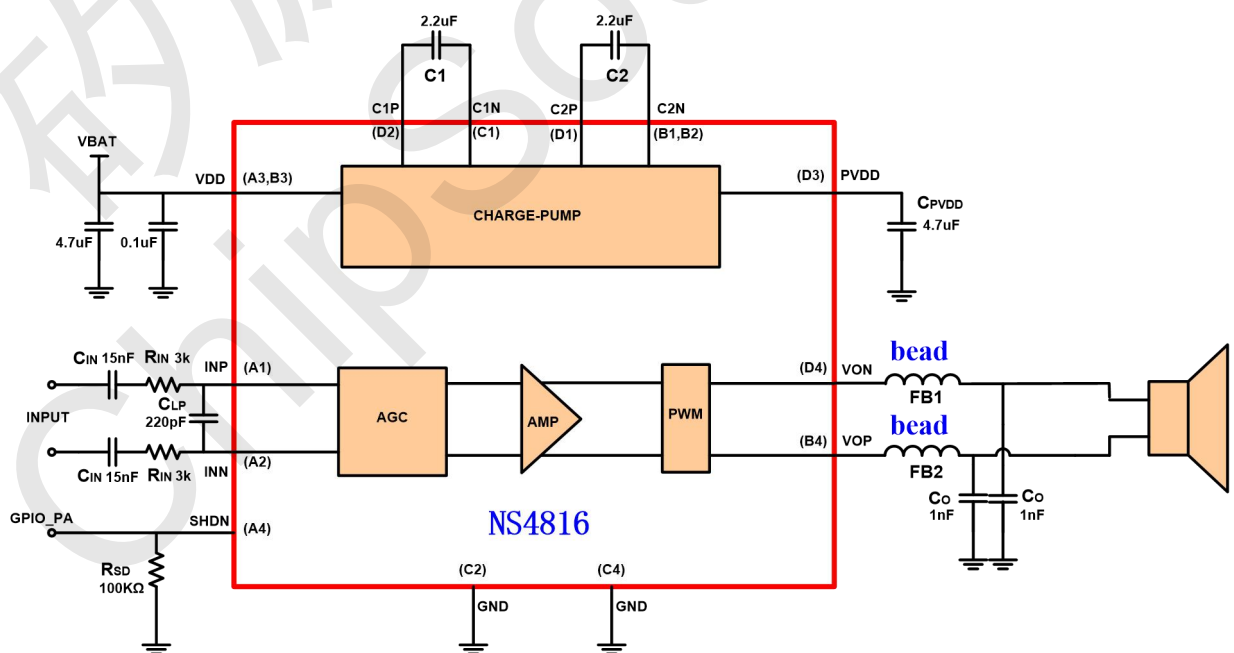 2.2uF
2.2uF
C1
C2
C1P
C1N
C2P
C2N
(D2)
(C1)
(D1)
(B1,B2)
VBAT
VDD
(A3,B3)
(D3)
PVDD
CHARGE-PUMP
CPVDD
4.7uF
4.7uF
0.1uF
CIN 15nF
RIN 3k
INP
(A1)
(D4)
VON
bead
FB1
INPUT
CLP
220pF
AGC
AMP
PWM
bead
(B4)
VOP
FB2
CIN 15nF
RIN 3k
INN
(A2)
CO
1nF
CO
1nF
GPIO_PA
SHDN
(A4)
NS4816
RSD
100KΩ
(C2)
(C4)
GND
GND